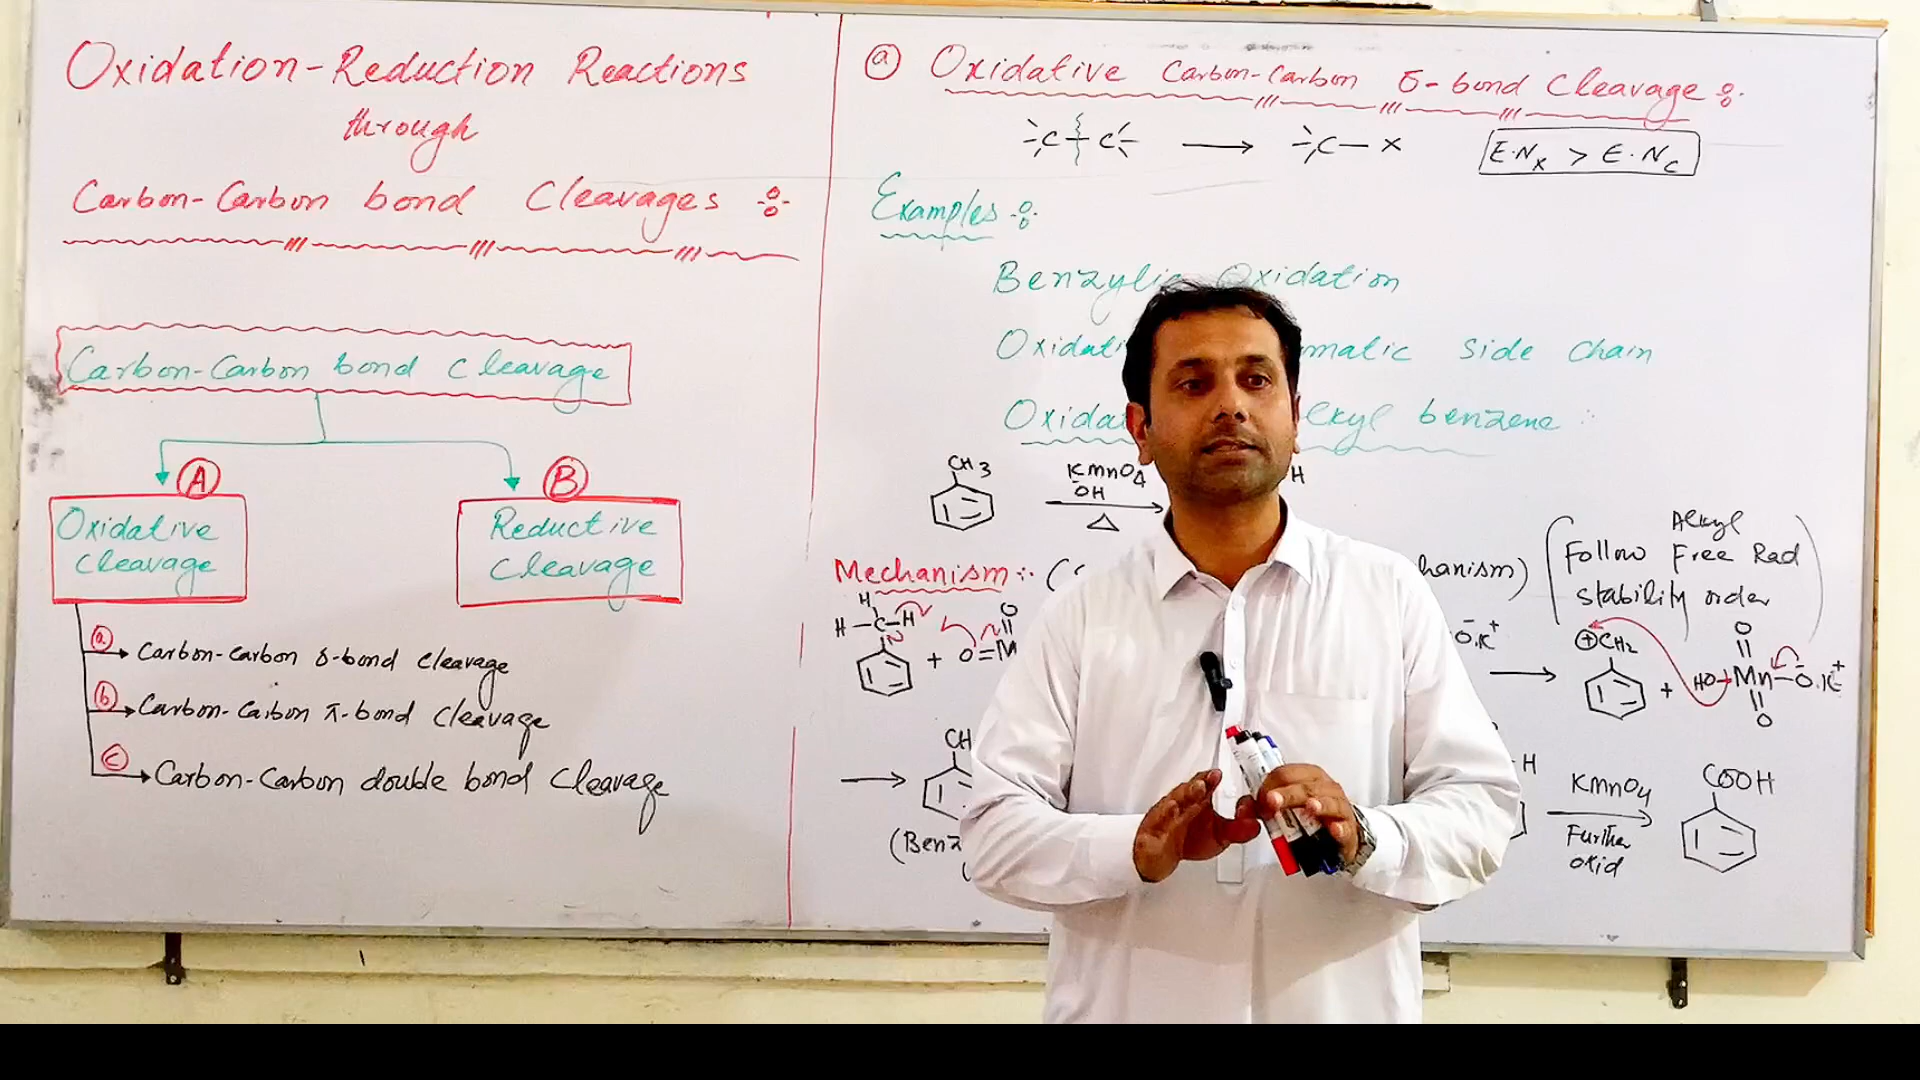 Oxidation-Reduction Reactions
through
Carbon-Carbon bond Cleavages
Carbon-Carbon bond cleavage
A
Oxidative
cleavage
B
Reductive
cleavage
a Carbon-carbon δ-bond cleavage
b Carbon-Carbon π-bond cleavage
c Carbon-Carbon double bond cleavage
a Oxidative Carbon-Carbon δ-bond Cleavage
C C → C—X E.Nx > E.Nc
Examples
Benzylic Oxidation
Side Chain
benzene
CH3
KMnO4
OH
△
H
Mechanism
Alkyl
Follow Free Rad
stability order
H
H—C—H
+ O=M
O
O.K+
→
⊕CH2
+ HO—Mn—O.K+
O
O
→
CH
H
KMnO4
Further
oxid
COOH